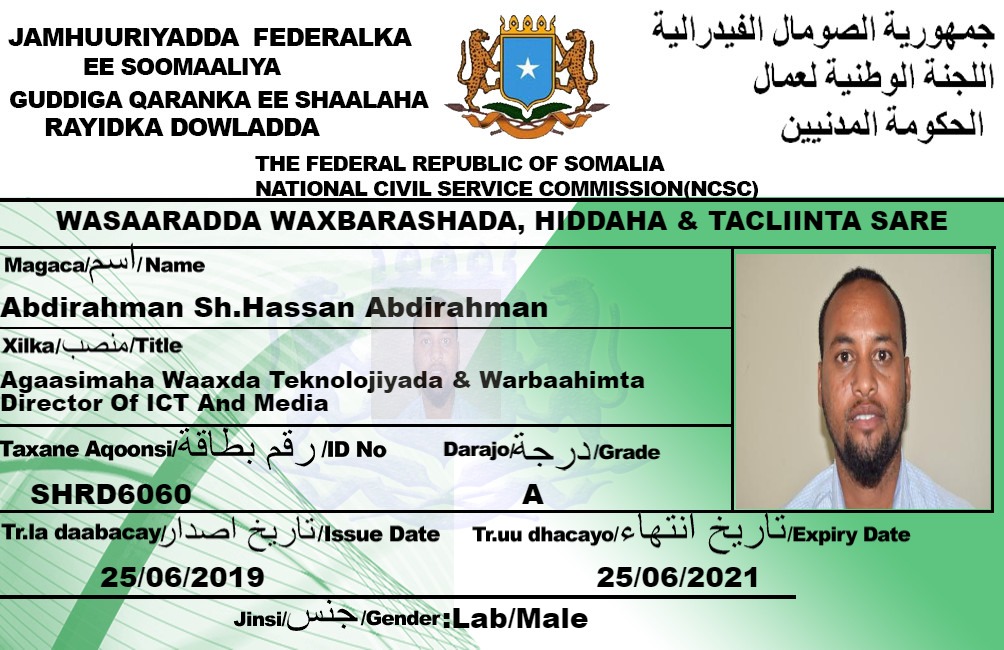 JAMHUURIYADDA FEDERALKA
EE SOOMAALIYA
GUDDIGA QARANKA EE SHAALAHA
RAYIDKA DOWLADDA
جمهورية الصومال الفيدرالية
اللجنة الوطنية لعمال
الحكومة المدنيين
THE FEDERAL REPUBLIC OF SOMALIA
NATIONAL CIVIL SERVICE COMMISSION(NCSC)
WASAARADDA WAXBARASHADA, HIDDAHA & TACLIINTA SARE
Magaca/اسم/Name
Abdirahman Sh.Hassan Abdirahman
Xilka/منصب/Title
Agaasimaha Waaxda Teknolojiyada & Warbaahimta
Director Of ICT And Media
Taxane Aqoonsi/رقم بطاقة/ID No
Darajo/درجة/Grade
SHRD6060
A
Tr.la daabacay/تاريخ اصدار/Issue Date
Tr.uu dhacayo/تاريخ انتهاء/Expiry Date
25/06/2019
25/06/2021
Jinsi/جنس/Gender:Lab/Male